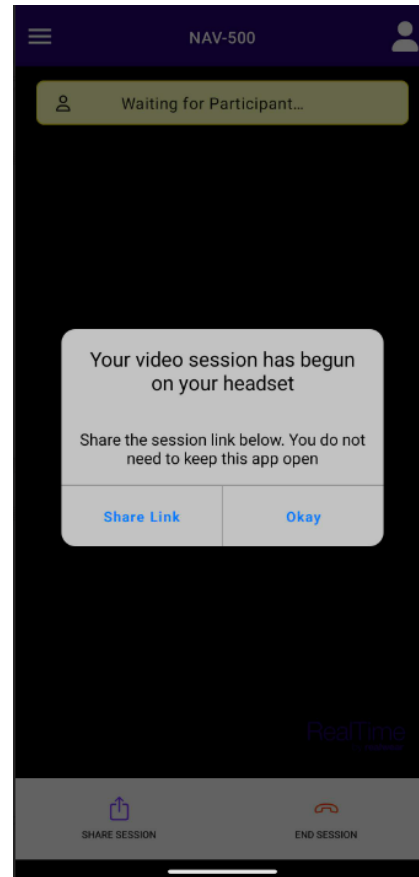 NAV-500
Waiting for Participant...
Your video session has begun
on your headset
Share the session link below. You do not
need to keep this app open
Share Link
Okay
RealTime
SHARE SESSION
END SESSION